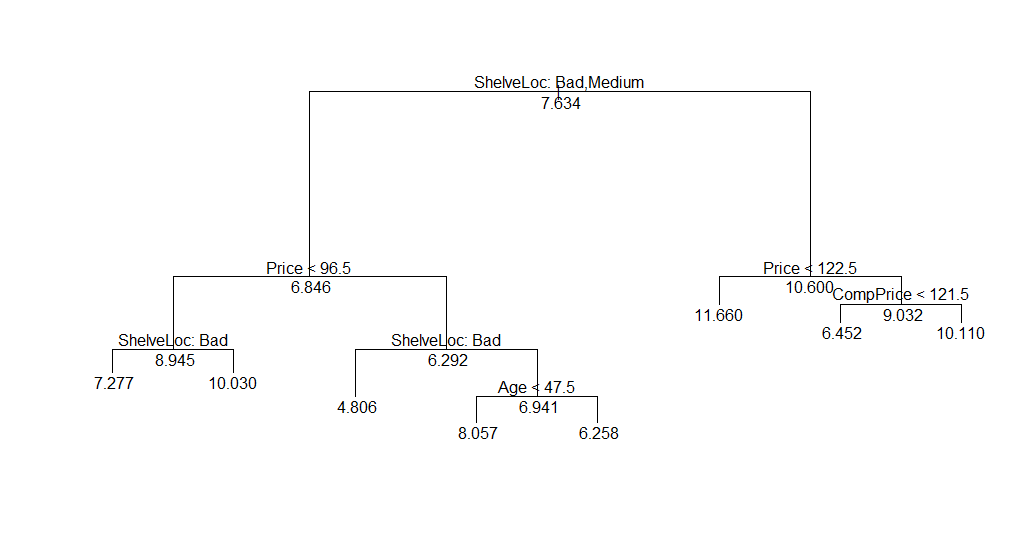 ShelveLoc: Bad,Medium
7.634
Price < 96.5
6.846
Price < 122.5
10.600
CompPrice < 121.5
9.032
11.660
6.452
10.110
ShelveLoc: Bad
8.945
7.277
10.030
ShelveLoc: Bad
6.292
4.806
Age < 47.5
6.941
8.057
6.258